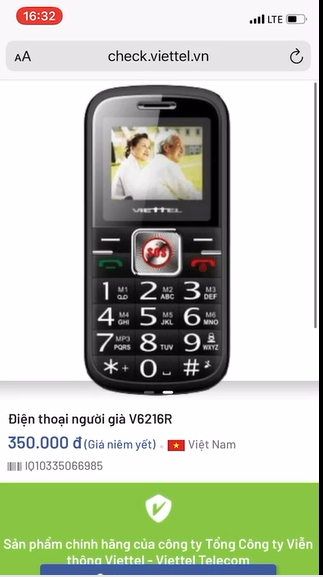 16:32
LTE
AA
check.viettel.vn
VIETTEL
SOS
1 M1 2 M2 ABC 3 M3 DEF
4 M4 GHI 5 M5 JKL 6 M6 MNO
7 MP3 PQRS 8 TUV 9 WXYZ
*+ 0 #
Điện thoại người già V6216R
350.000 đ (Giá niêm yết) Việt Nam
IQ10335066985
Sản phẩm chính hãng của công ty Tổng Công ty Viễn
thông Viettel - Viettel Telecom